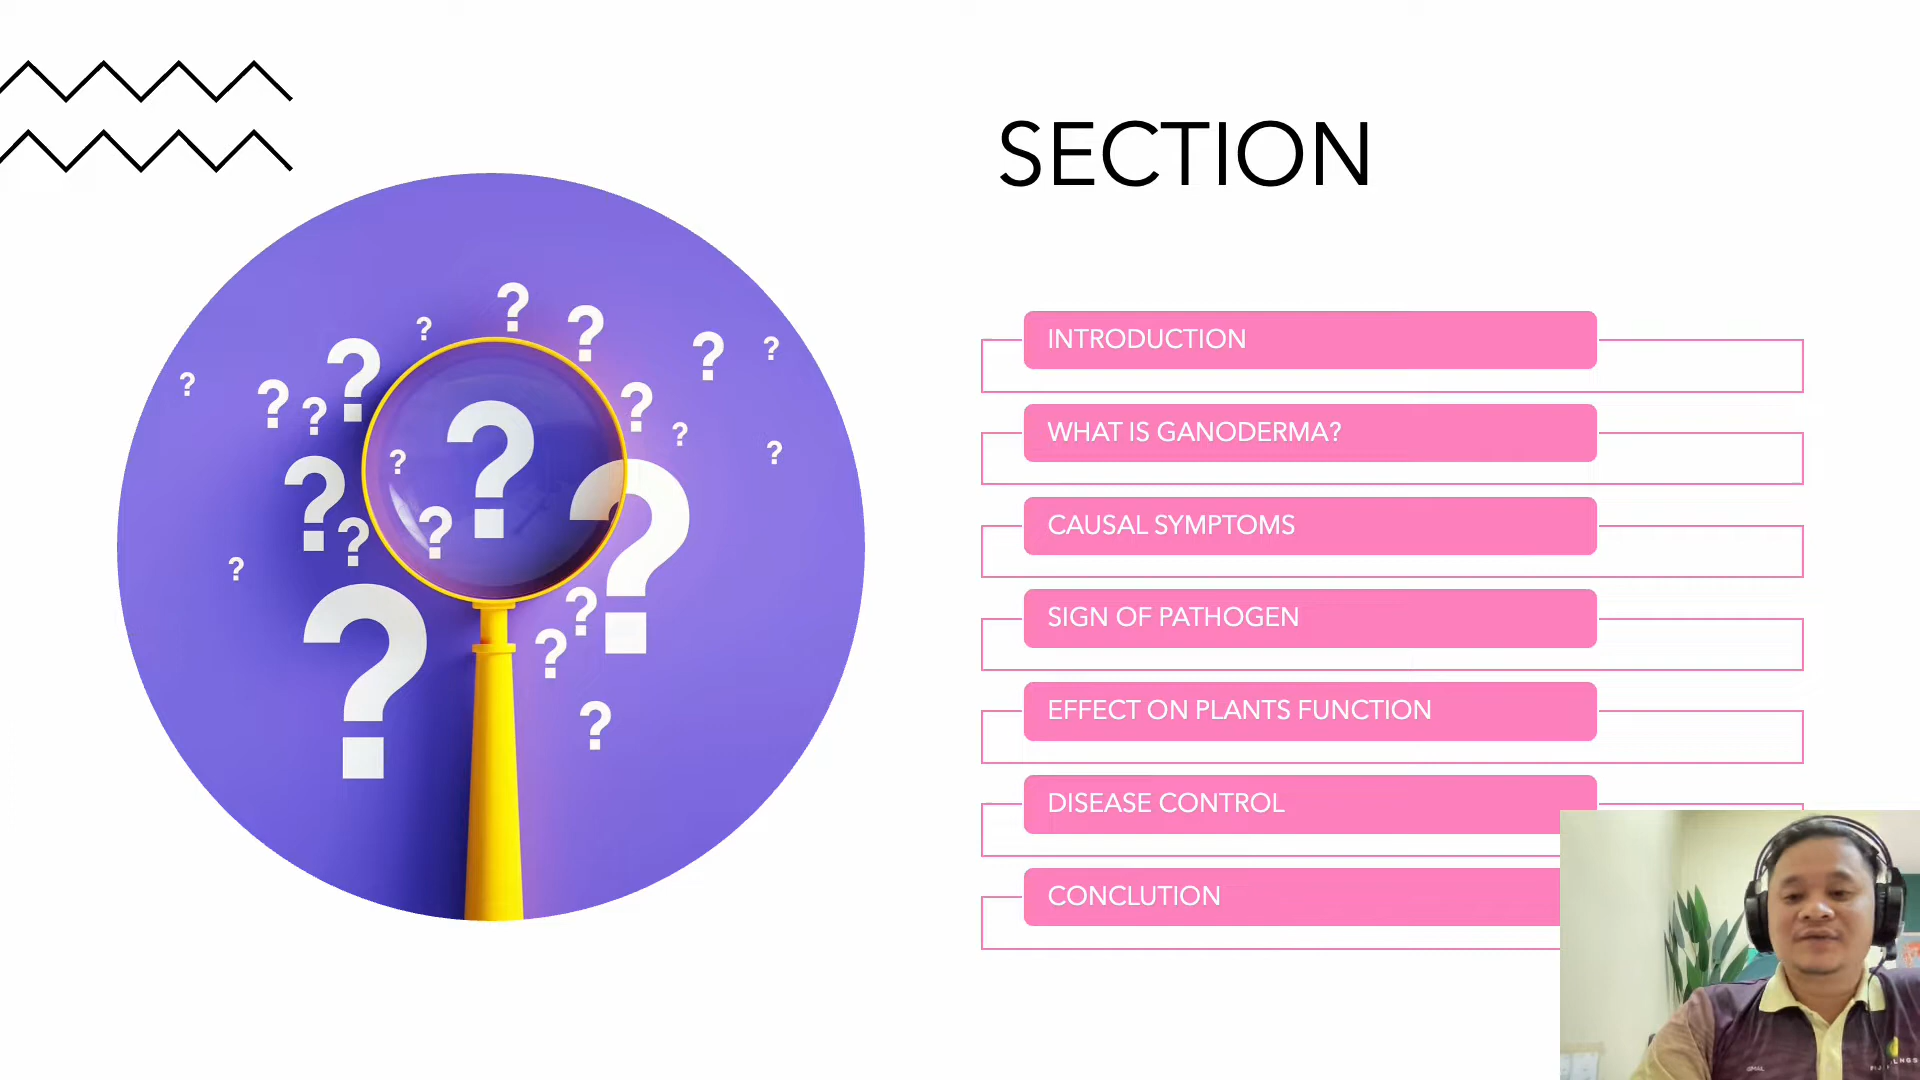 SECTION
INTRODUCTION
WHAT IS GANODERMA?
CAUSAL SYMPTOMS
SIGN OF PATHOGEN
EFFECT ON PLANTS FUNCTION
DISEASE CONTROL
CONCLUTION